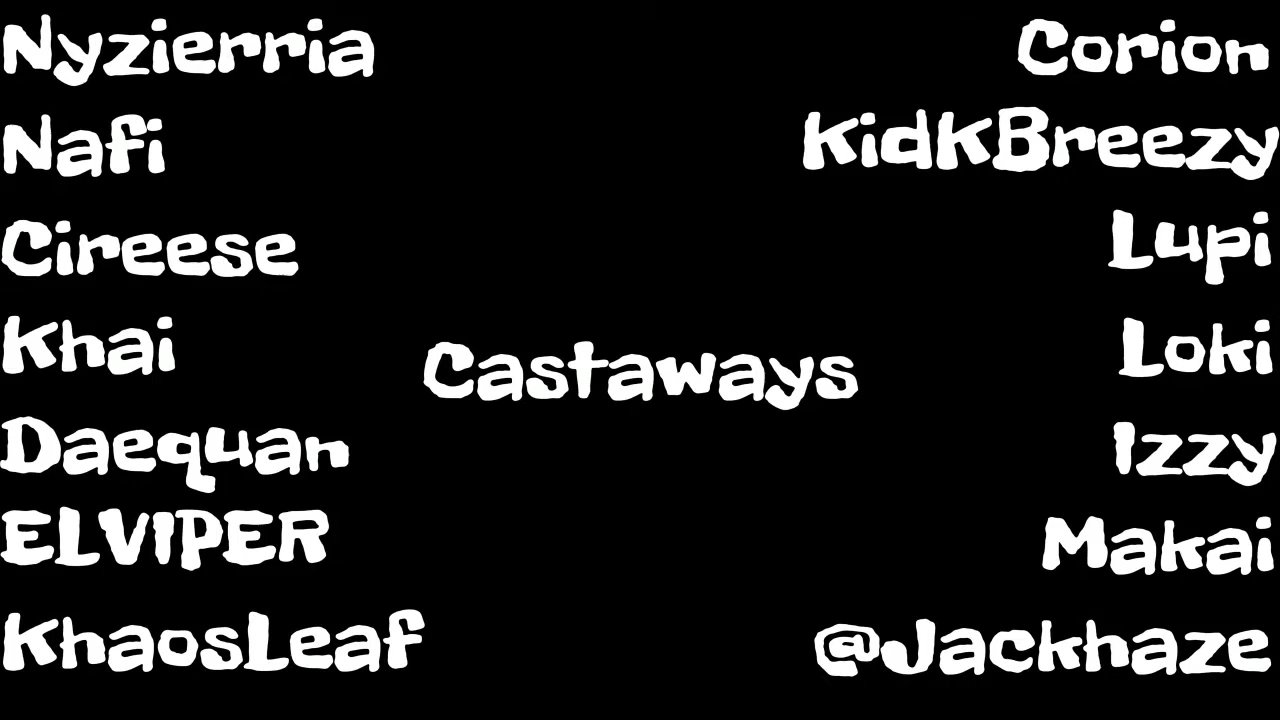 Nyzierria
Nafi
Cireese
Khai
Daequan
ELVIPER
KhaosLeaf
Castaways
Corion
KidKBreezy
Lupi
Loki
Izzy
Makai
@Jackhaze